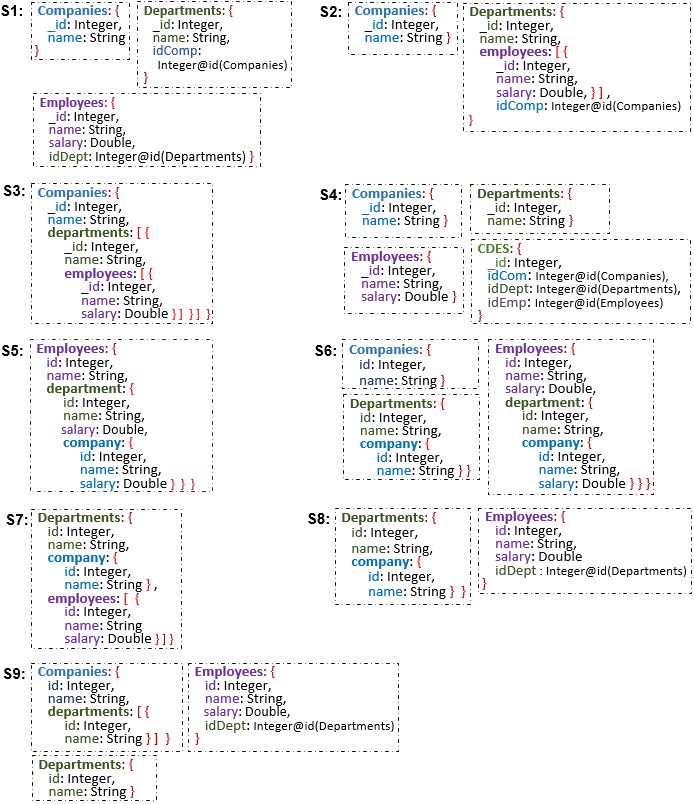 S1:
Companies: {
_id: Integer,
name: String
}
Departments: {
_id: Integer,
name: String,
idComp:
Integer@id(Companies)
}
Employees: {
_id: Integer,
name: String,
salary: Double,
idDept: Integer@id(Departments) }
S2:
Companies: {
_id: Integer,
name: String }
Departments: {
_id: Integer,
name: String,
employees: [ {
_id: Integer,
name: String,
salary: Double, } ] ,
idComp: Integer@id(Companies)
}
S3:
Companies: {
_id: Integer,
name: String,
departments: [ {
_id: Integer,
name: String,
employees: [ {
_id: Integer,
name: String,
salary: Double } ] } ] }
S4:
Companies: {
_id: Integer,
name: String }
Departments: {
_id: Integer,
name: String }
Employees: {
_id: Integer,
name: String,
salary: Double }
CDES: {
_id: Integer,
idCom: Integer@id(Companies),
idDept: Integer@id(Departments),
idEmp: Integer@id(Employees)
}
S5:
Employees: {
id: Integer,
name: String,
department: {
id: Integer,
name: String,
salary: Double,
company: {
id: Integer,
name: String,
salary: Double } } }
S6:
Companies: {
id: Integer,
name: String }
Departments: {
id: Integer,
name: String,
company: {
id: Integer,
name: String } }
Employees: {
id: Integer,
name: String,
salary: Double,
department: {
id: Integer,
name: String,
company: {
id: Integer,
name: String,
salary: Double } } }
S7:
Departments: {
id: Integer,
name: String,
company: {
id: Integer,
name: String } ,
employees: [ {
id: Integer,
name: String
salary: Double } ] }
S8:
Departments: {
id: Integer,
name: String,
company: {
id: Integer,
name: String } }
Employees: {
id: Integer,
name: String,
salary: Double
idDept : Integer@id(Departments)
}
S9:
Companies: {
id: Integer,
name: String,
departments: [ {
id: Integer,
name: String } ] }
Employees: {
id: Integer,
name: String,
salary: Double,
idDept: Integer@id(Departments)
}
Departments: {
id: Integer,
name: String }